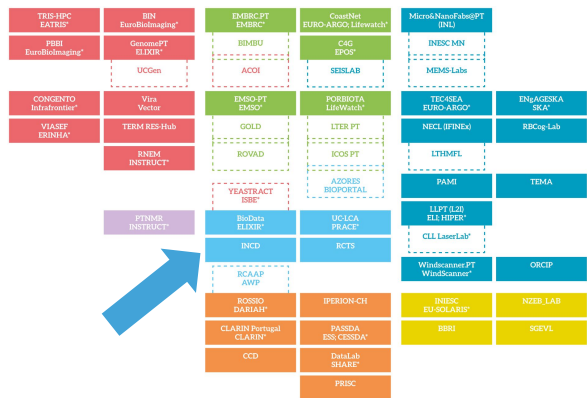 TRIS-HPC
EATRIS*
BIN
EuroBioImaging*
EMBRC.PT
EMBRC*
CoastNet
EURO-ARGO; Lifewatch*
Micro&NanoFabs@PT
(INL)
PBBI
EuroBioImaging*
GenomePT
ELIXIR*
BIMBU
C4G
EPOS*
INESC MN
UCGen
ACOI
SEISLAB
MEMS-Labs
CONGENTO
Infrafrontier*
Vira
Vector
EMSO-PT
EMSO*
PORBIOTA
LifeWatch*
TEC4SEA
EURO-ARGO*
ENgAGESKA
SKA*
VIASEF
ERINHA*
TERM RES-Hub
GOLD
LTER PT
NECL (IFINEx)
RBCog-Lab
RNEM
INSTRUCT*
ROVAD
ICOS PT
LTHMFL
YEASTRACT
ISBE*
AZORES
BIOPORTAL
PAMI
TEMA
PTNMR
INSTRUCT*
BioData
ELIXIR*
UC-LCA
PRACE*
LLPT (L2I)
ELI; HIPER*
INCD
RCTS
CLL LaserLab*
RCAAP
AWP
Windscanner.PT
WindScanner*
ORCIP
ROSSIO
DARIAH*
IPERION-CH
INIESC
EU-SOLARIS*
NZEB_LAB
CLARIN Portugal
CLARIN*
PASSDA
ESS; CESSDA*
BBRI
SGEVL
CCD
DataLab
SHARE*
PRISC